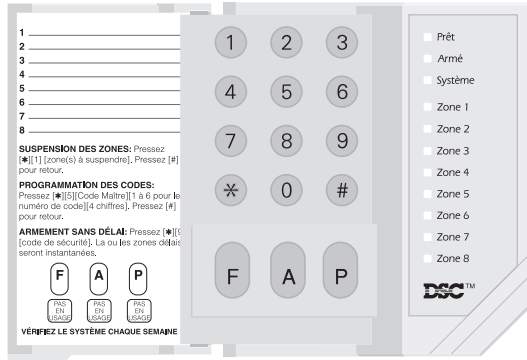 1
2
3
4
5
6
7
8
SUSPENSION DES ZONES: Pressez
[✱][1] [zone(s) à suspendre]. Pressez [#]
pour retour.
PROGRAMMATION DES CODES:
Pressez [✱][5][Code Maître][1 à 6 pour le
numéro de code][4 chiffres]. Pressez [#]
pour retour.
ARMEMENT SANS DÉLAI: Pressez [✱][9
[code de sécurité]. La ou les zones délais
seront instantanées.
F A P
PAS EN USAGE PAS EN USAGE PAS EN USAGE
VÉRIFIEZ LE SYSTÈME CHAQUE SEMAINE
1 2 3
4 5 6
7 8 9
✱ 0 #
F A P
Prêt
Armé
Système
Zone 1
Zone 2
Zone 3
Zone 4
Zone 5
Zone 6
Zone 7
Zone 8
DSC™